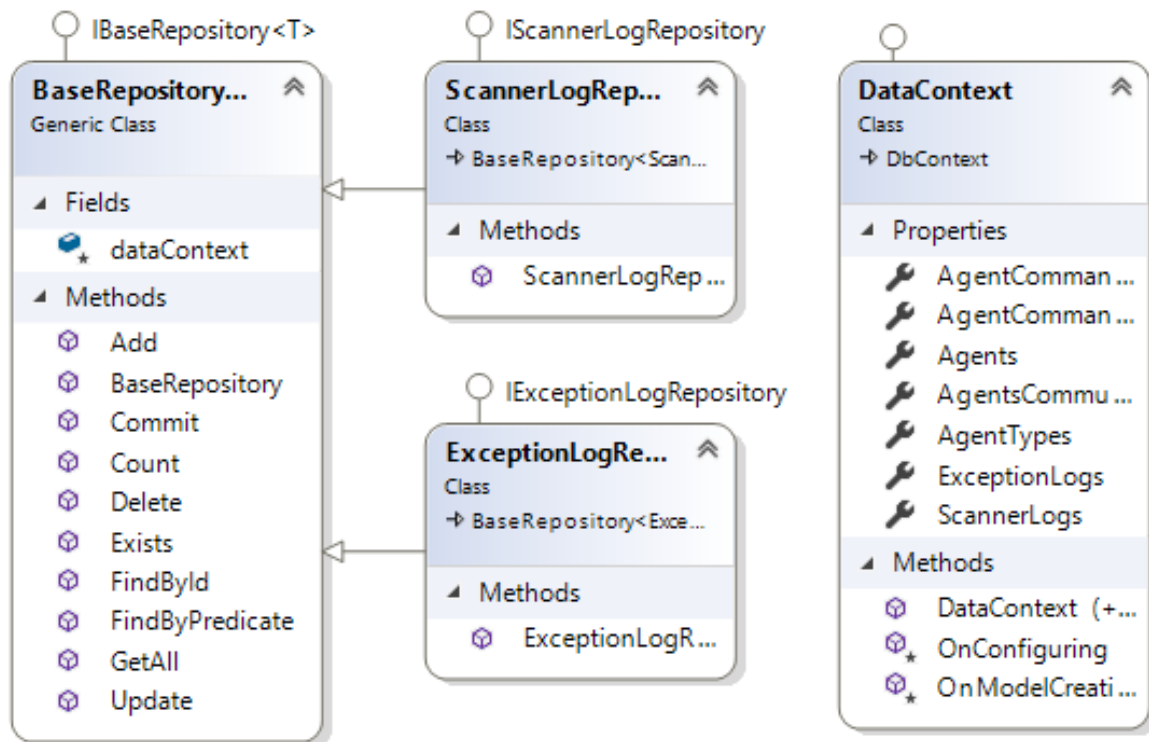 IBaseRepository<T>
BaseRepository...
Generic Class
Fields
dataContext
Methods
Add
BaseRepository
Commit
Count
Delete
Exists
FindById
FindByPredicate
GetAll
Update
IScannerLogRepository
ScannerLogRep...
Class
BaseRepository<Scan...
Methods
ScannerLogRep...
IExceptionLogRepository
ExceptionLogRe...
Class
BaseRepository<Exce...
Methods
ExceptionLogR...
DataContext
Class
DbContext
Properties
AgentComman...
AgentComman...
Agents
AgentsCommu...
AgentTypes
ExceptionLogs
ScannerLogs
Methods
DataContext (+...
OnConfiguring
OnModelCreati...